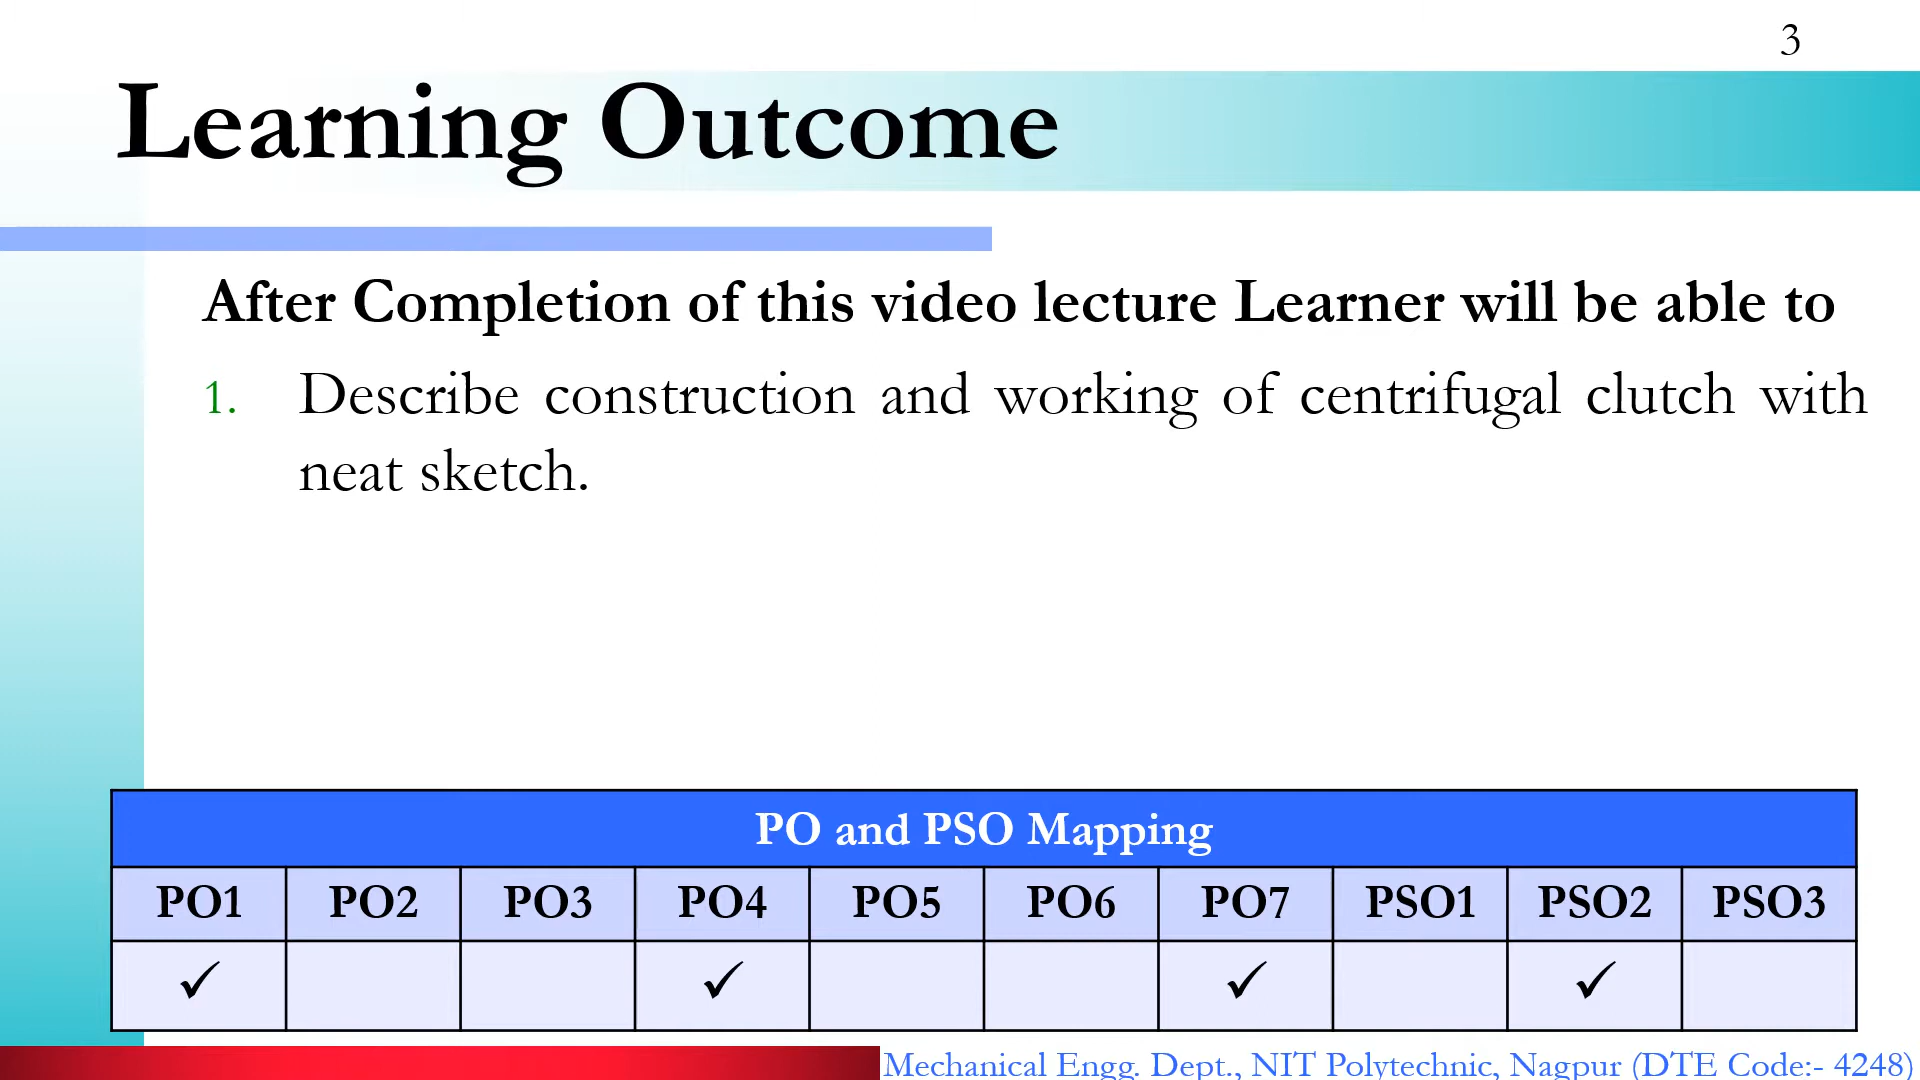 3
Learning Outcome
After Completion of this video lecture Learner will be able to
1. Describe construction and working of centrifugal clutch with
neat sketch.
PO and PSO Mapping
PO1 PO2 PO3 PO4 PO5 PO6 PO7 PSO1 PSO2 PSO3
✓ ✓ ✓ ✓
Mechanical Engg. Dept., NIT Polytechnic, Nagpur (DTE Code:- 4248)